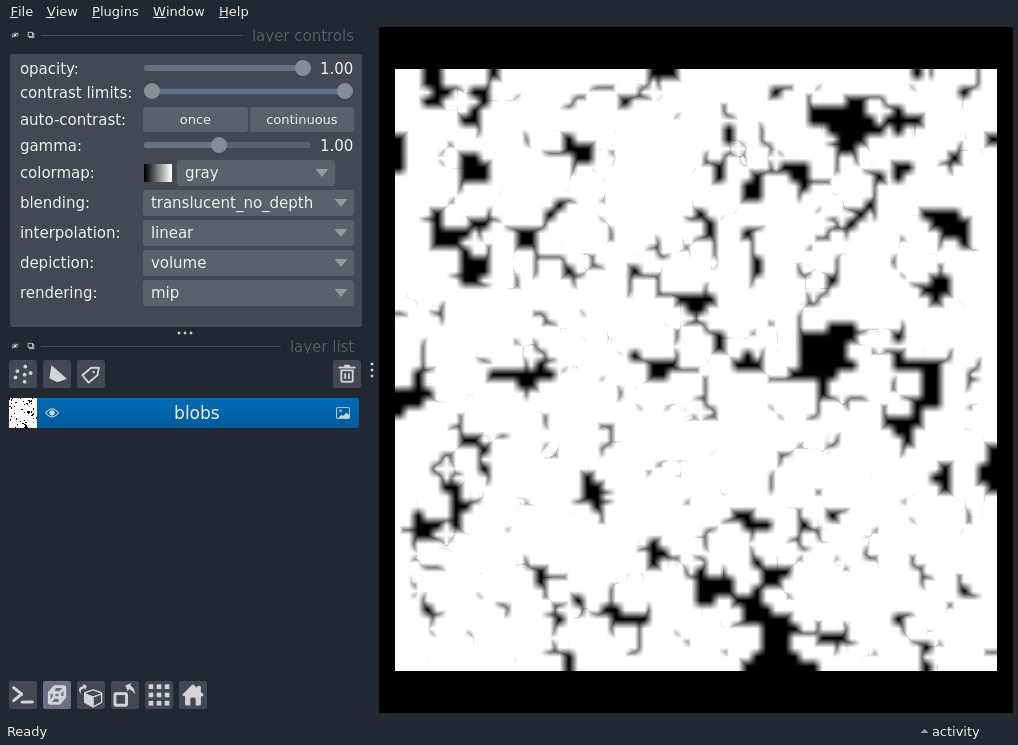 File View Plugins Window Help
layer controls
opacity: 1.00
contrast limits:
auto-contrast: once continuous
gamma: 1.00
colormap: gray
blending: translucent_no_depth
interpolation: linear
depiction: volume
rendering: mip
layer list
blobs
Ready activity